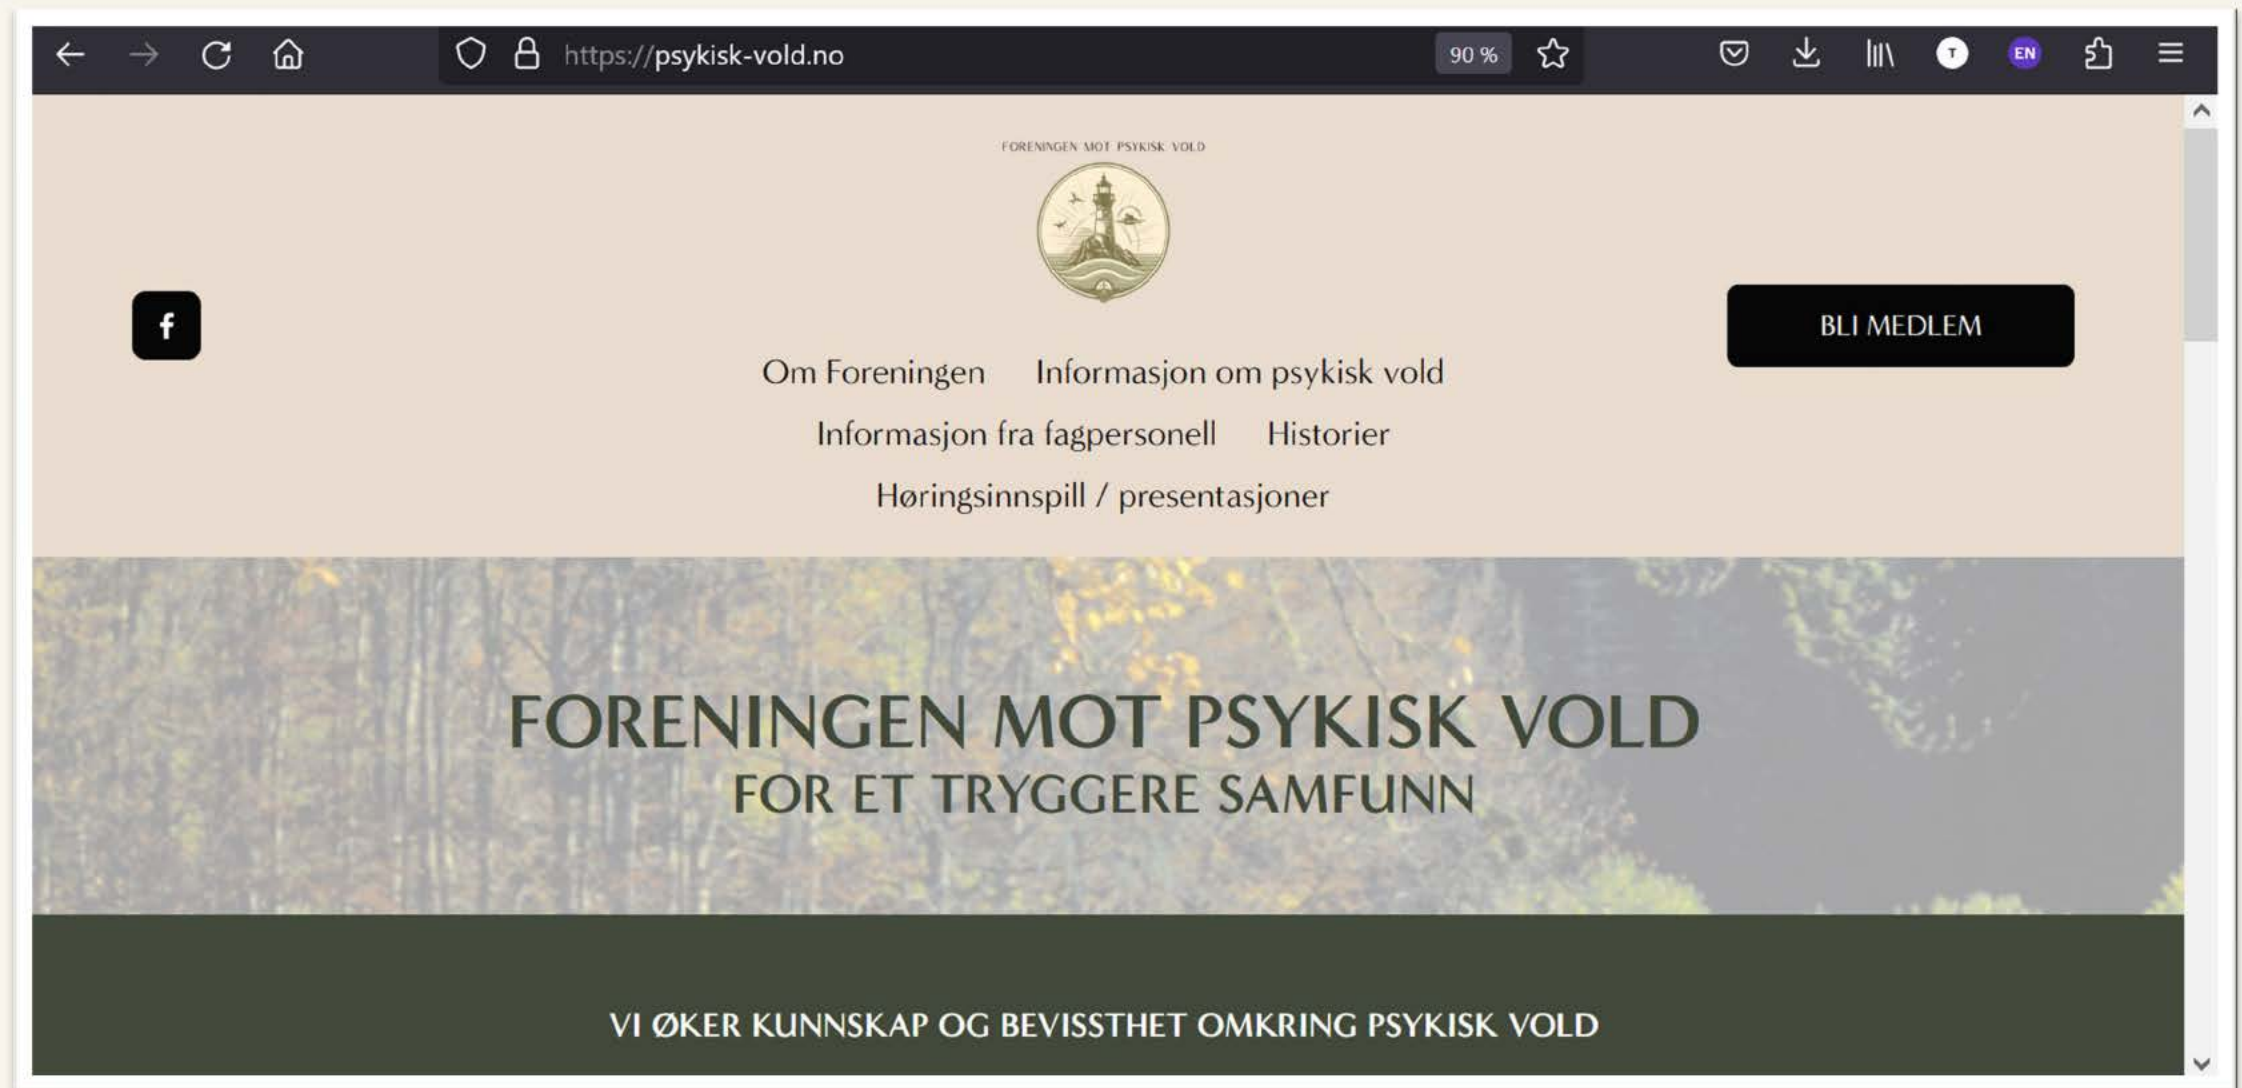 https://psykisk-vold.no
90 %
T
EN
FORENINGEN MOT PSYKISK VOLD
f
BLI MEDLEM
Om Foreningen Informasjon om psykisk vold
Informasjon fra fagpersonell Historier
Høringsinnspill / presentasjoner
FORENINGEN MOT PSYKISK VOLD
FOR ET TRYGGERE SAMFUNN
VI ØKER KUNNSKAP OG BEVISSTHET OMKRING PSYKISK VOLD